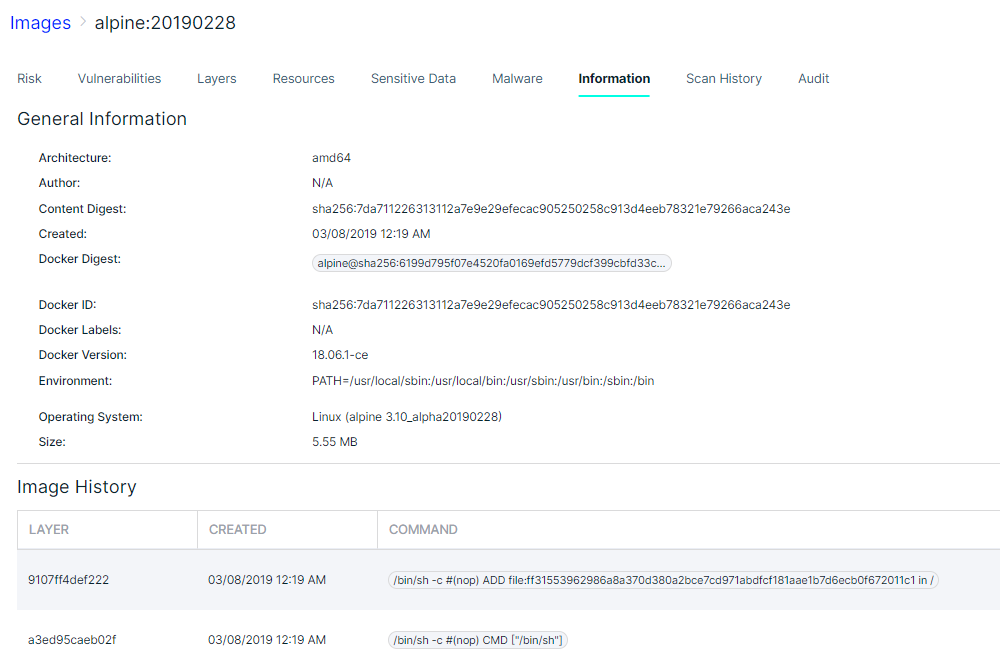 Images > alpine:20190228
Risk Vulnerabilities Layers Resources Sensitive Data Malware Information Scan History Audit
General Information
Architecture: amd64
Author: N/A
Content Digest: sha256:7da711226313112a7e9e29efecac905250258c913d4eeb78321e79266aca243e
Created: 03/08/2019 12:19 AM
Docker Digest: alpine@sha256:6199d795f07e4520fa0169efd5779dcf399cbfd33c...
Docker ID: sha256:7da711226313112a7e9e29efecac905250258c913d4eeb78321e79266aca243e
Docker Labels: N/A
Docker Version: 18.06.1-ce
Environment: PATH=/usr/local/sbin:/usr/local/bin:/usr/sbin:/usr/bin:/sbin:/bin
Operating System: Linux (alpine 3.10_alpha20190228)
Size: 5.55 MB
Image History
LAYER CREATED COMMAND
9107ff4def222 03/08/2019 12:19 AM /bin/sh -c #(nop) ADD file:ff31553962986a8a370d380a2bce7cd971abdfcf181aae1b7d6ecb0f672011c1 in /
a3ed95caeb02f 03/08/2019 12:19 AM /bin/sh -c #(nop) CMD ["/bin/sh"]